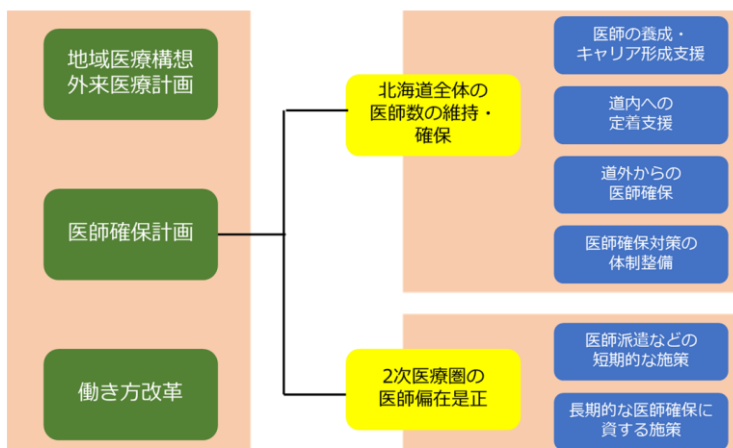 地域医療構想
外来医療計画
医師確保計画
働き方改革
北海道全体の
医師数の維持・
確保
2次医療圏の
医師偏在是正
医師の養成・
キャリア形成支援
道内への
定着支援
道外からの
医師確保
医師確保対策の
体制整備
医師派遣などの
短期的な施策
長期的な医師確保に
資する施策